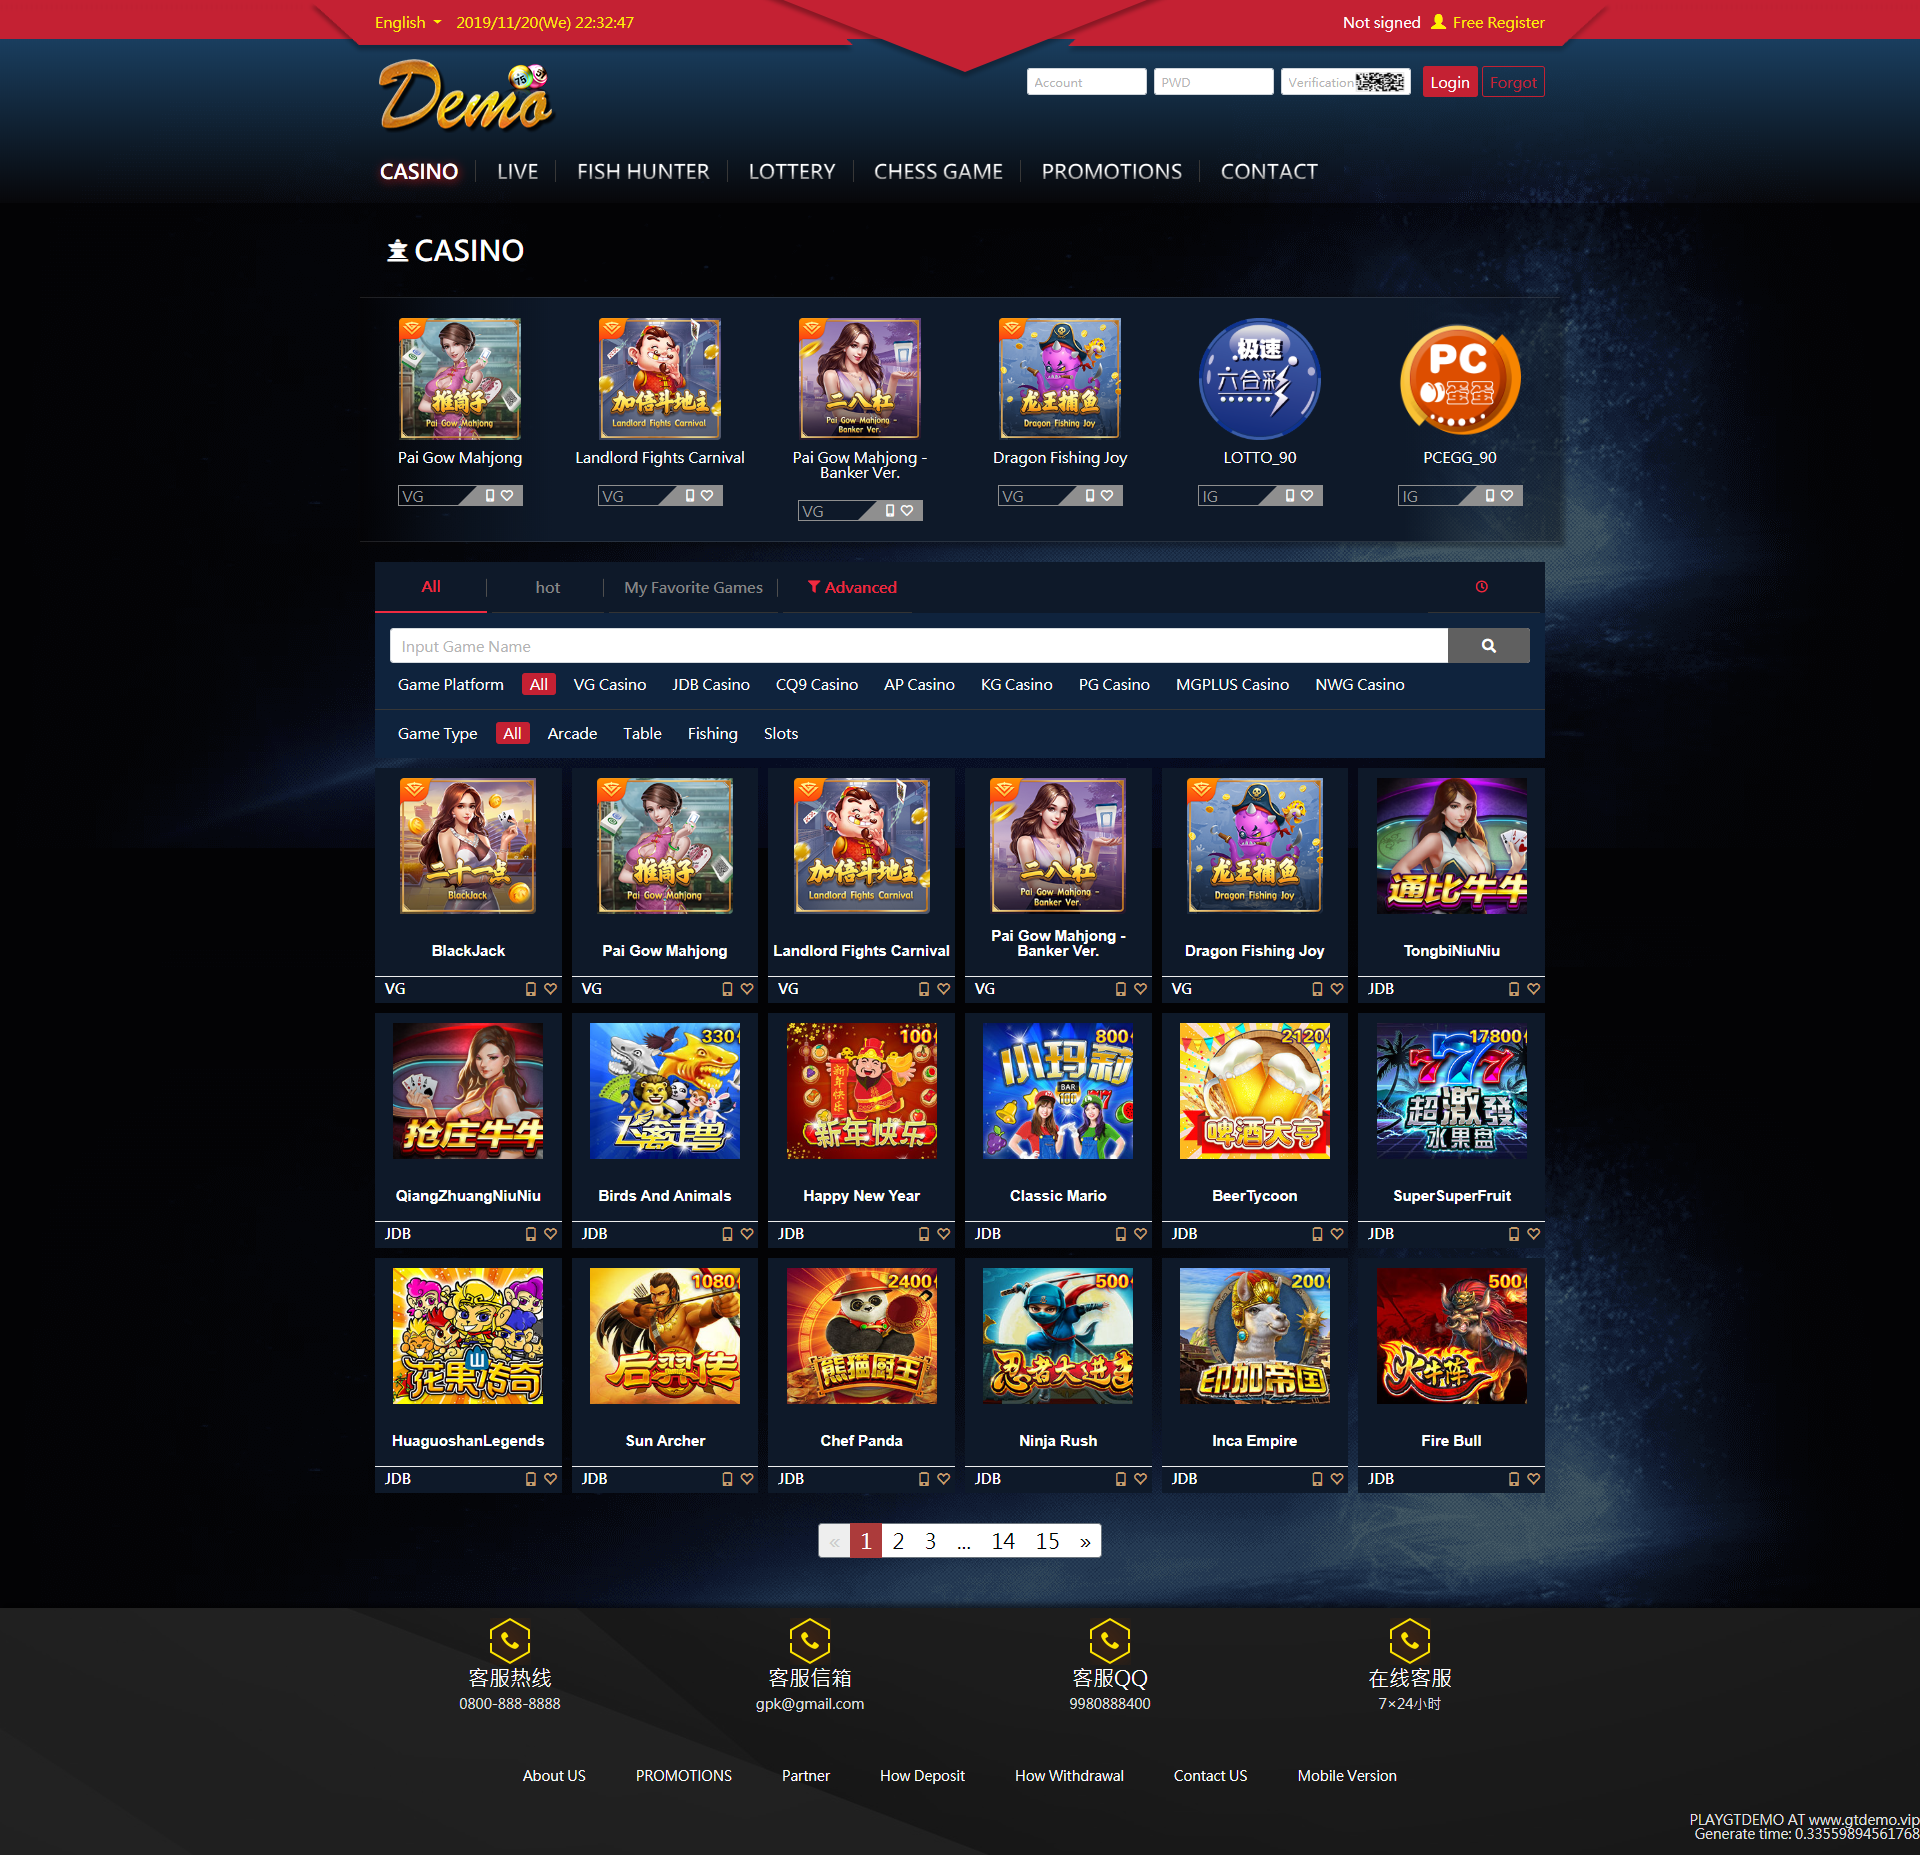 English
2019/11/20(We) 22:32:47
Not signed
Free Register
Demo
Account
PWD
Verification
Login
Forgot
CASINO
LIVE
FISH HUNTER
LOTTERY
CHESS GAME
PROMOTIONS
CONTACT
CASINO
推筒子
Pai Gow Mahjong
加倍斗地主
Landlord Fights Carnival
二八杠
Pai Gow Mahjong -
Banker Ver.
龙王捕鱼
Dragon Fishing Joy
极速
六合彩
PC
蛋蛋
Pai Gow Mahjong
Landlord Fights Carnival
Pai Gow Mahjong -
Banker Ver.
Dragon Fishing Joy
LOTTO_90
PCEGG_90
VG
VG
VG
VG
IG
IG
All
hot
My Favorite Games
Advanced
Input Game Name
Game Platform
All
VG Casino
JDB Casino
CQ9 Casino
AP Casino
KG Casino
PG Casino
MGPLUS Casino
NWG Casino
Game Type
All
Arcade
Table
Fishing
Slots
二十一点
BlackJack
推筒子
Pai Gow Mahjong
加倍斗地主
Landlord Fights Carnival
二八杠
Pai Gow Mahjong -
Banker Ver.
龙王捕鱼
Dragon Fishing Joy
通比牛牛
BlackJack
Pai Gow Mahjong
Landlord Fights Carnival
Pai Gow Mahjong -
Banker Ver.
Dragon Fishing Joy
TongbiNiuNiu
VG
VG
VG
VG
VG
JDB
抢庄牛牛
330
飞禽走兽
100
新年快乐
新年快乐
800
小玛莉
BAR
100
2120
啤酒大亨
17800
777
超激發
水果盘
QiangZhuangNiuNiu
Birds And Animals
Happy New Year
Classic Mario
BeerTycoon
SuperSuperFruit
JDB
JDB
JDB
JDB
JDB
JDB
花果山传奇
1080
后羿传
2400
熊猫厨王
500
忍者大进击
200
印加帝国
500
火牛阵
HuaguoshanLegends
Sun Archer
Chef Panda
Ninja Rush
Inca Empire
Fire Bull
JDB
JDB
JDB
JDB
JDB
JDB
« 1 2 3 ... 14 15 »
客服热线
0800-888-8888
客服信箱
gpk@gmail.com
客服QQ
9980888400
在线客服
7×24小时
About US
PROMOTIONS
Partner
How Deposit
How Withdrawal
Contact US
Mobile Version
PLAYGTDEMO AT www.gtdemo.vip
Generate time: 0.33559894561768